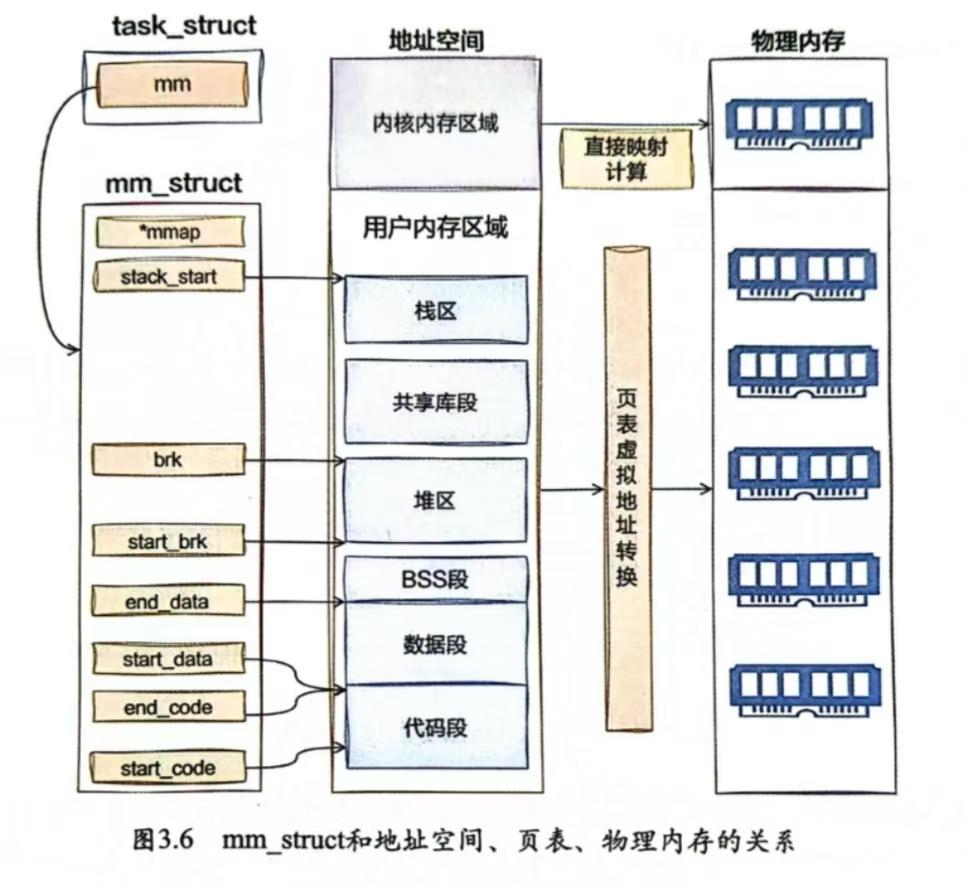 task_struct
mm
mm_struct
*mmap
stack_start
brk
start_brk
end_data
start_data
end_code
start_code
地址空间
内核内存区域
用户内存区域
栈区
共享库段
堆区
BSS段
数据段
代码段
直接映射
计算
页表虚拟地址转换
物理内存
图3.6 mm_struct和地址空间、页表、物理内存的关系